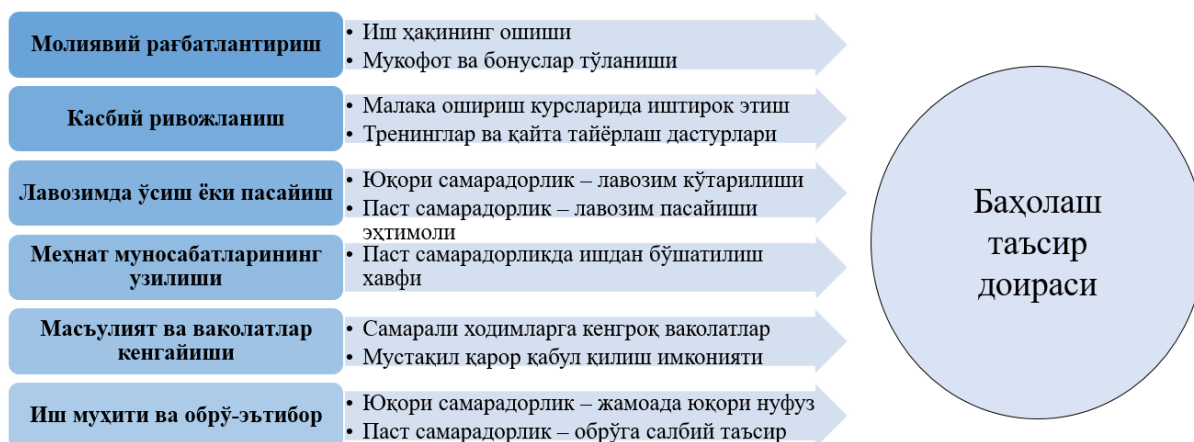 Молиявий рағбатлантириш
• Иш ҳақининг ошиши
• Мукофот ва бонуслар тўланиши
Касбий ривожланиш
• Малака ошириш курсларида иштирок этиш
• Тренинглар ва қайта тайёрлаш дастурлари
Лавозимда ўсиш ёки пасайиш
• Юқори самарадорлик – лавозим кўтарилиши
• Паст самарадорлик – лавозим пасайиши
эҳтимоли
Меҳнат муносабатларининг
узилиши
• Паст самарадорликда ишдан бўшатилиш
хавфи
Масъулият ва ваколатлар
кенгайиши
• Самарали ходимларга кенгроқ ваколатлар
• Мустақил қарор қабул қилиш имконияти
Иш муҳити ва обрў-эътибор
• Юқори самарадорлик – жамоада юқори нуфуз
• Паст самарадорлик – обрўга салбий таъсир
Баҳолаш
таъсир
доираси